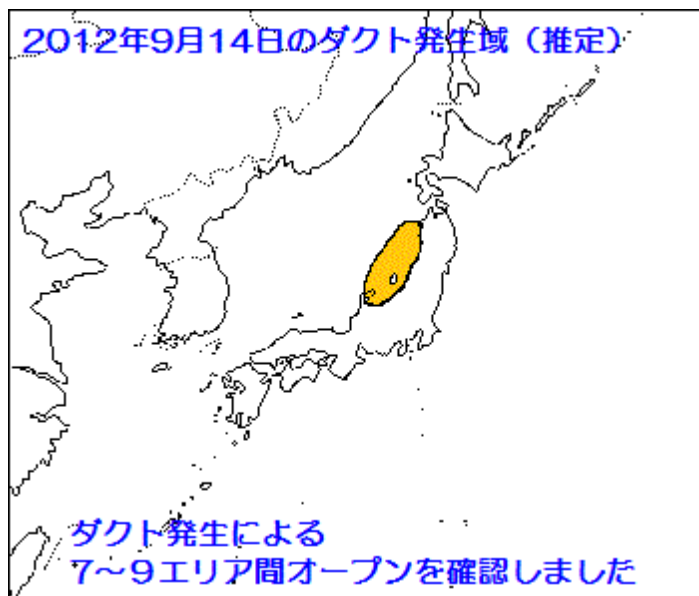 2012年9月14日のダクト発生域（推定）
ダクト発生による
7～9エリア間オープンを確認しました